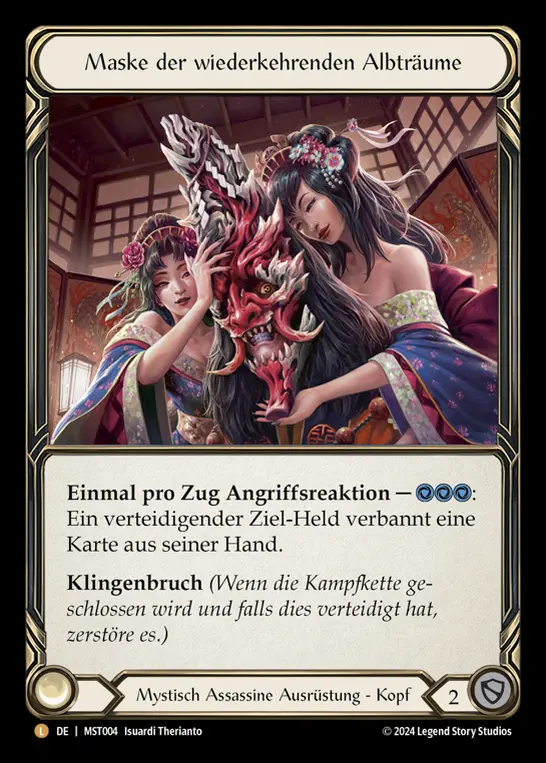 Maske der wiederkehrenden Albträume
Einmal pro Zug Angriffsreaktion — :
Ein verteidigender Ziel-Held verbannt eine
Karte aus seiner Hand.
Klingenbruch (Wenn die Kampfkette ge-
schlossen wird und falls dies verteidigt hat,
zerstöre es.)
Mystisch Assassine Ausrüstung - Kopf
2
L DE | MST004 Isuardi Therianto
© 2024 Legend Story Studios